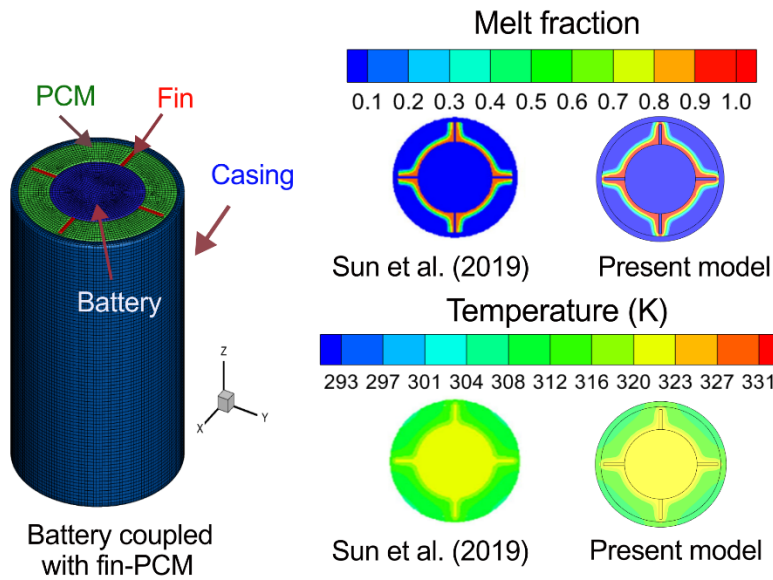 PCM
Fin
Casing
Battery
Z
X
Y
Battery coupled
with fin-PCM
Melt fraction
0.1 0.2 0.3 0.4 0.5 0.6 0.7 0.8 0.9 1.0
Sun et al. (2019)
Present model
Temperature (K)
293 297 301 304 308 312 316 320 323 327 331
Sun et al. (2019)
Present model